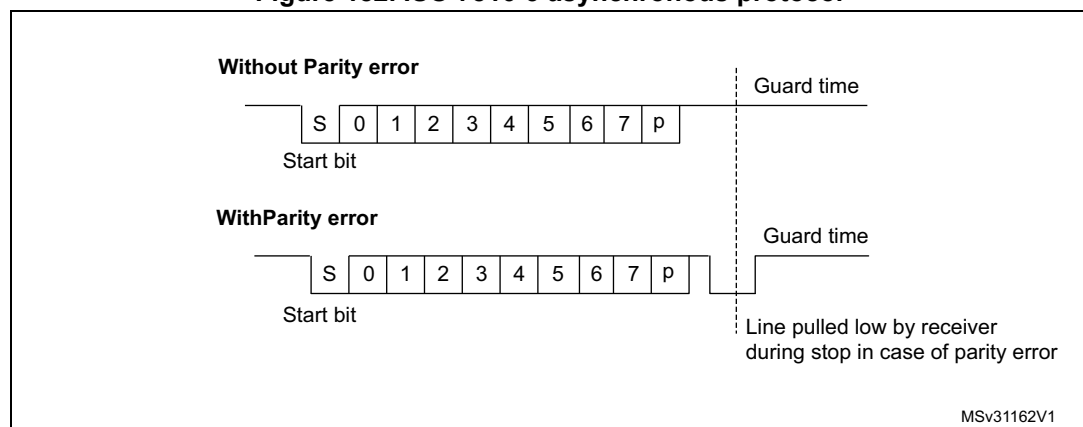 Without Parity error
Guard time
S 0 1 2 3 4 5 6 7 p
Start bit
WithParity error
Guard time
S 0 1 2 3 4 5 6 7 p
Start bit
Line pulled low by receiver
during stop in case of parity error
MSv31162V1